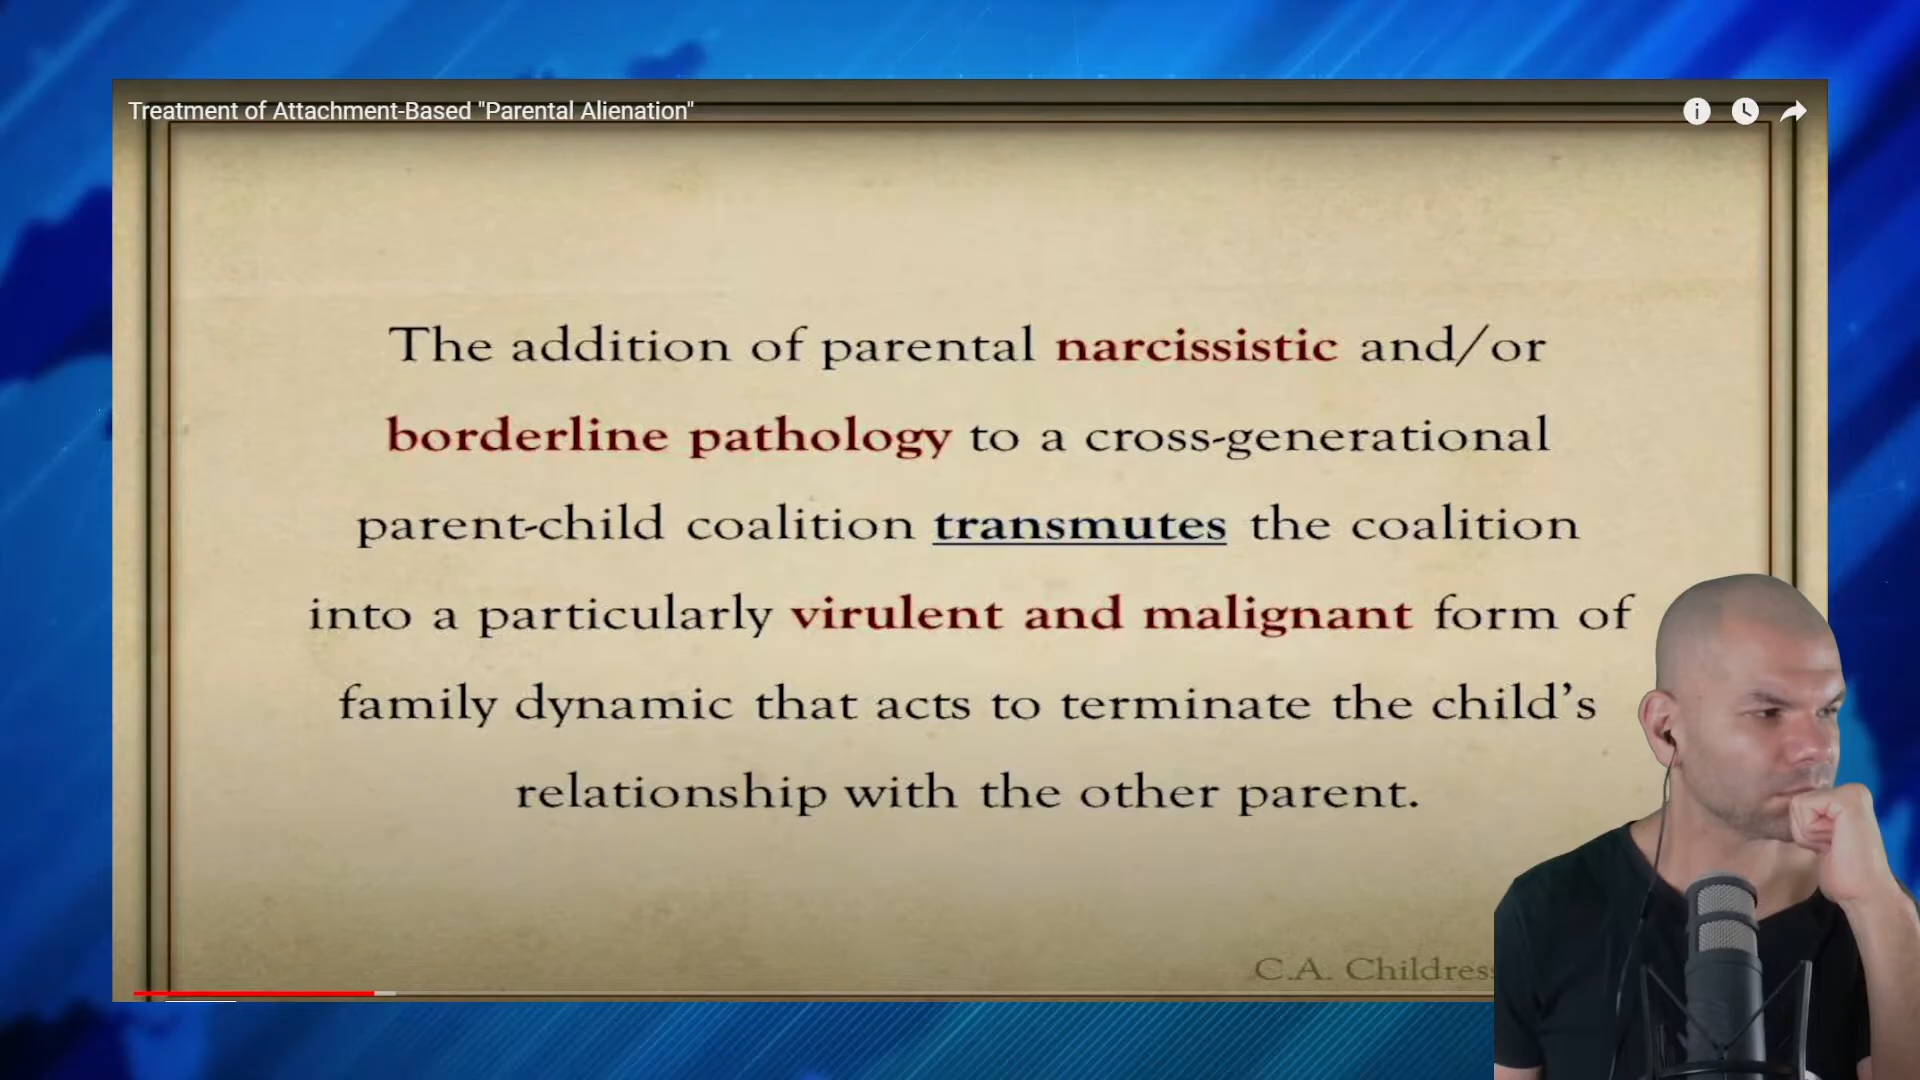 Treatment of Attachment-Based "Parental Alienation"
The addition of parental narcissistic and/or
borderline pathology to a cross-generational
parent-child coalition transmutes the coalition
into a particularly virulent and malignant form of
family dynamic that acts to terminate the child’s
relationship with the other parent.
C.A. Childres